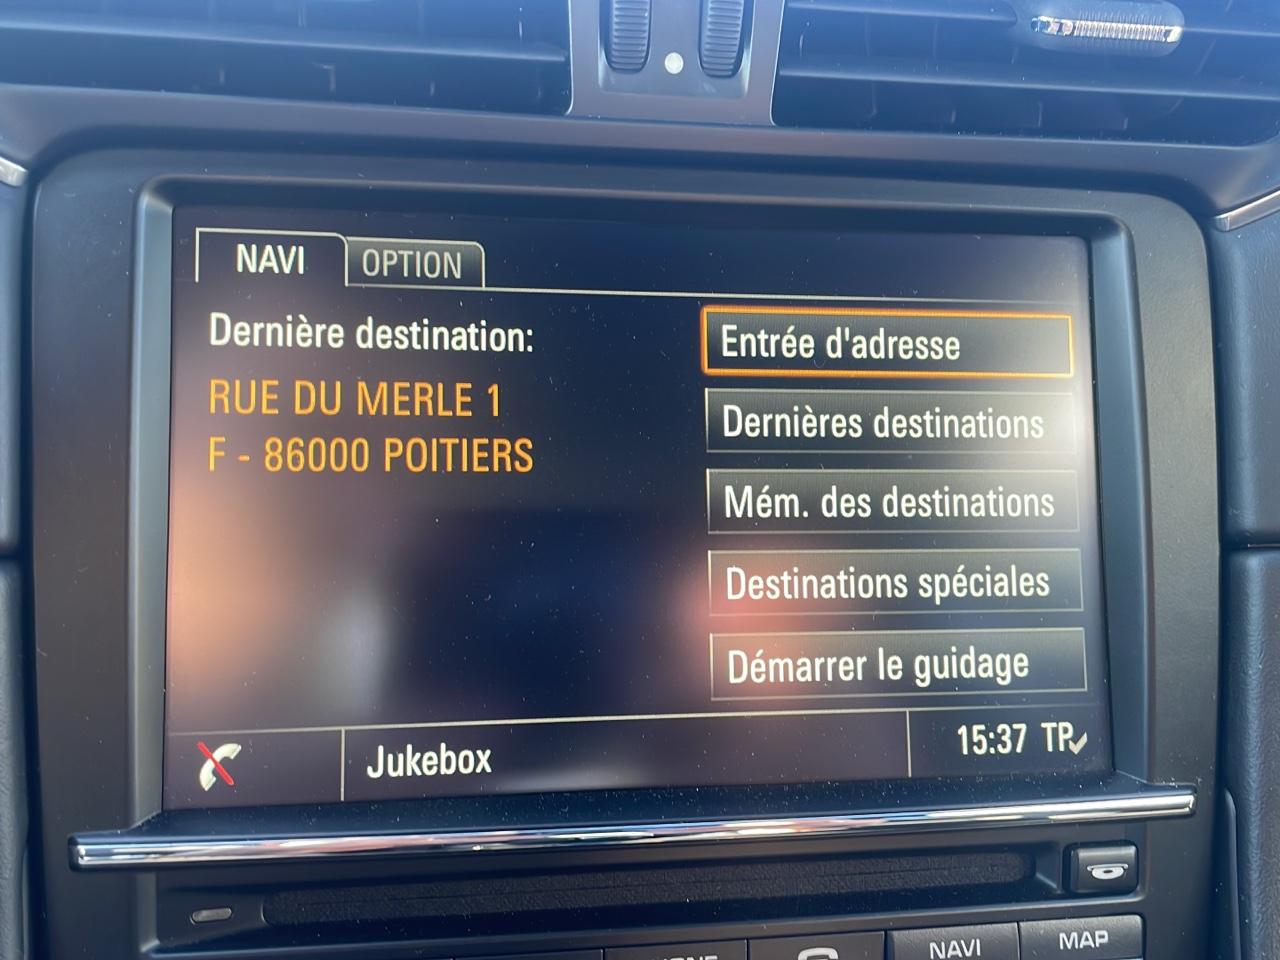 NAVI
OPTION
Dernière destination:
RUE DU MERLE 1
F - 86000 POITIERS
Entrée d'adresse
Dernières destinations
Mém. des destinations
Destinations spéciales
Démarrer le guidage
Jukebox
15:37 TP
NAVI
MAP